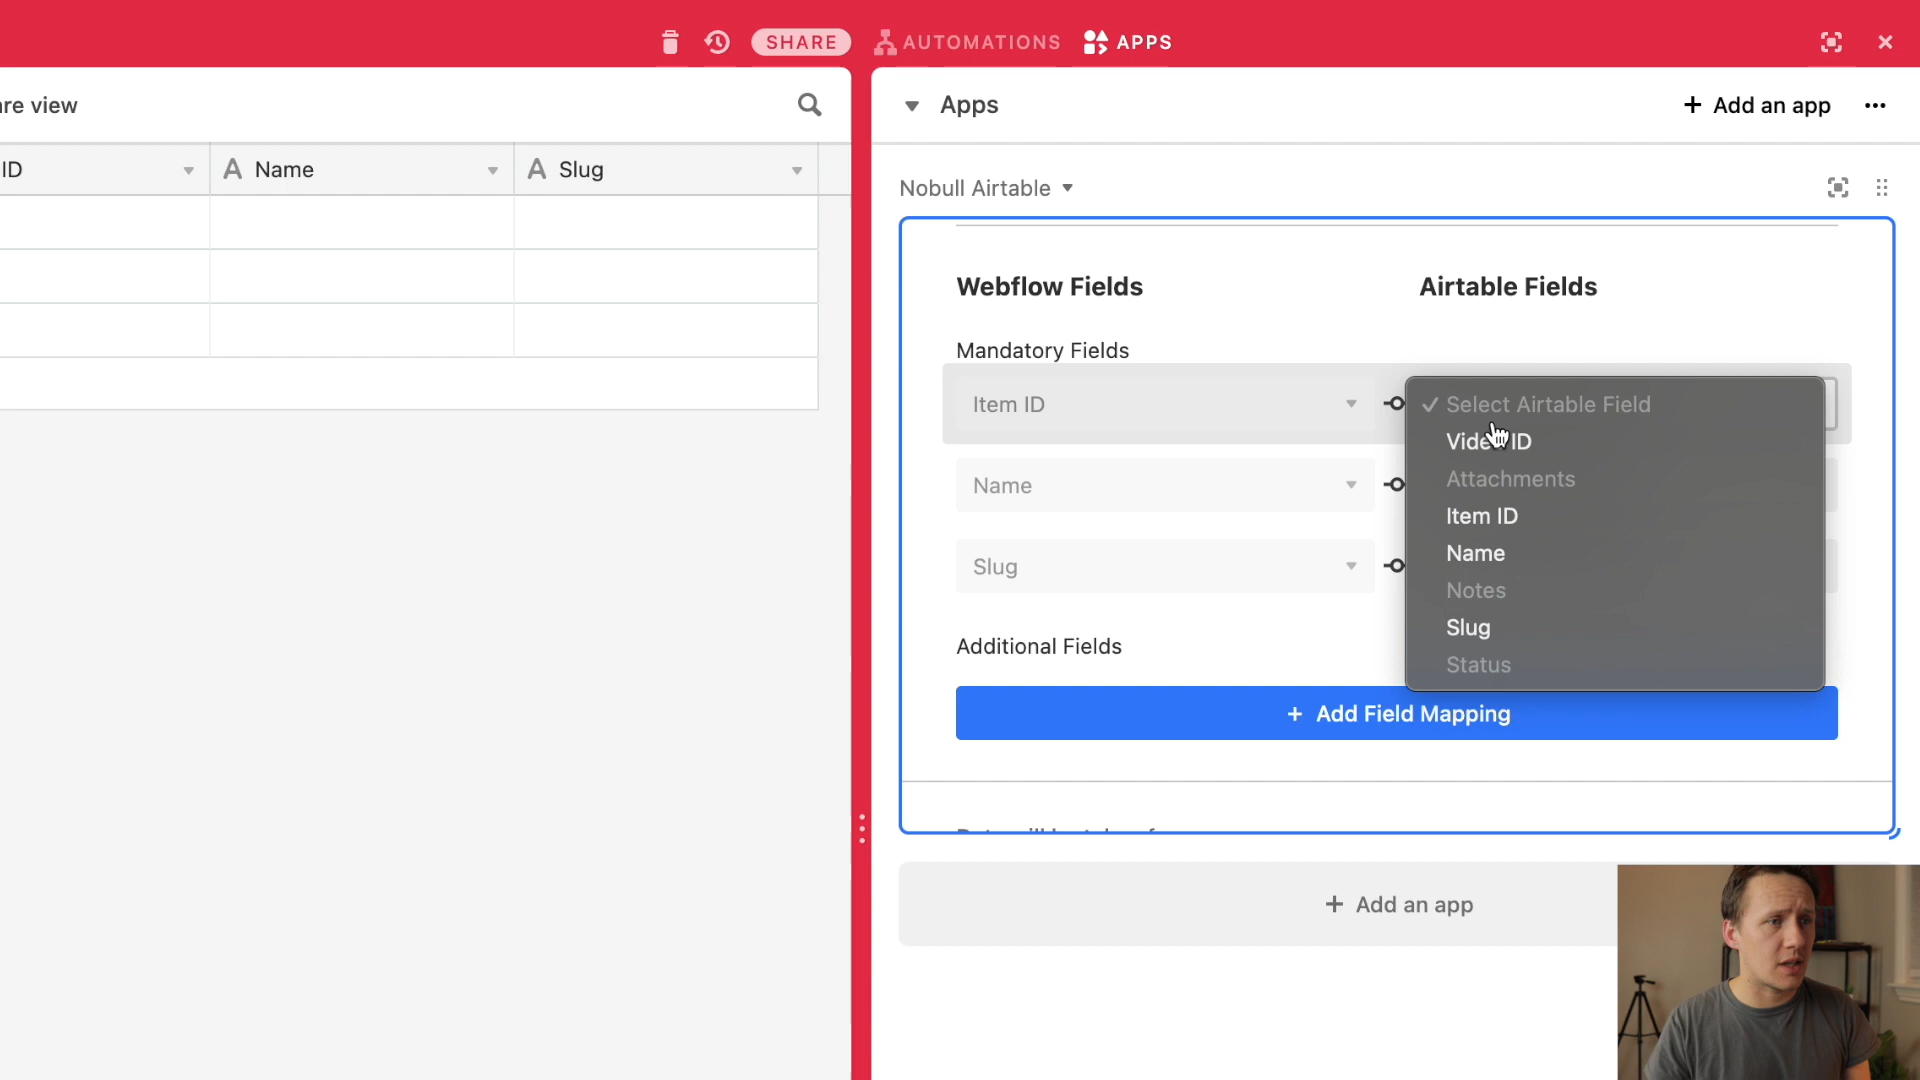 SHARE
AUTOMATIONS
APPS
re view
Apps
+ Add an app
ID
Name
Slug
Nobull Airtable
Webflow Fields
Airtable Fields
Mandatory Fields
Item ID
✓ Select Airtable Field
Video ID
Attachments
Name
Item ID
Name
Slug
Notes
Slug
Additional Fields
Status
+ Add Field Mapping
+ Add an app